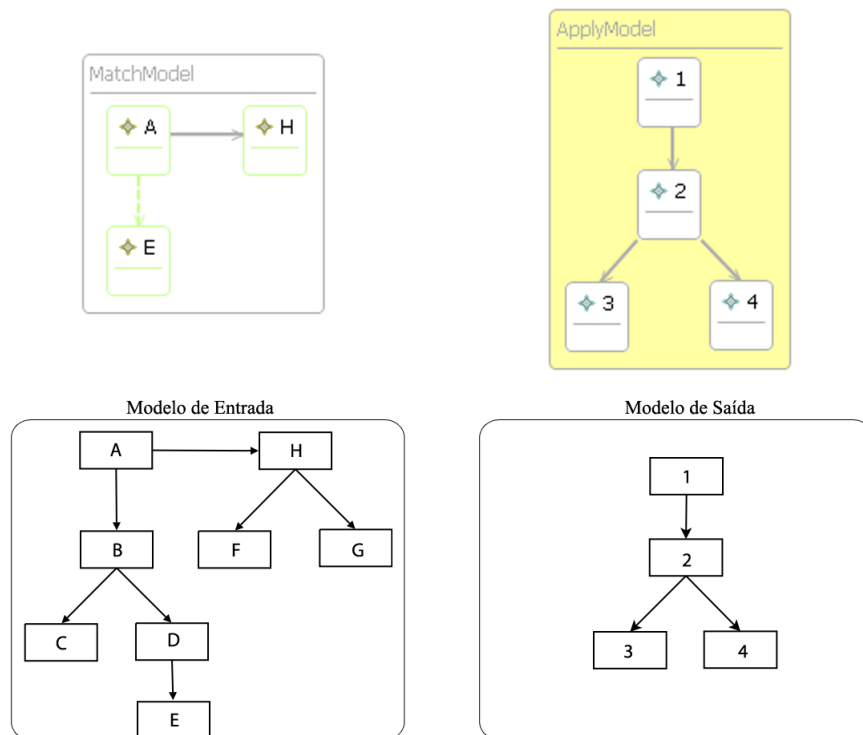 MatchModel
A
H
E
ApplyModel
1
2
3
4
Modelo de Entrada
A
H
B
F
G
C
D
E
Modelo de Saída
1
2
3
4